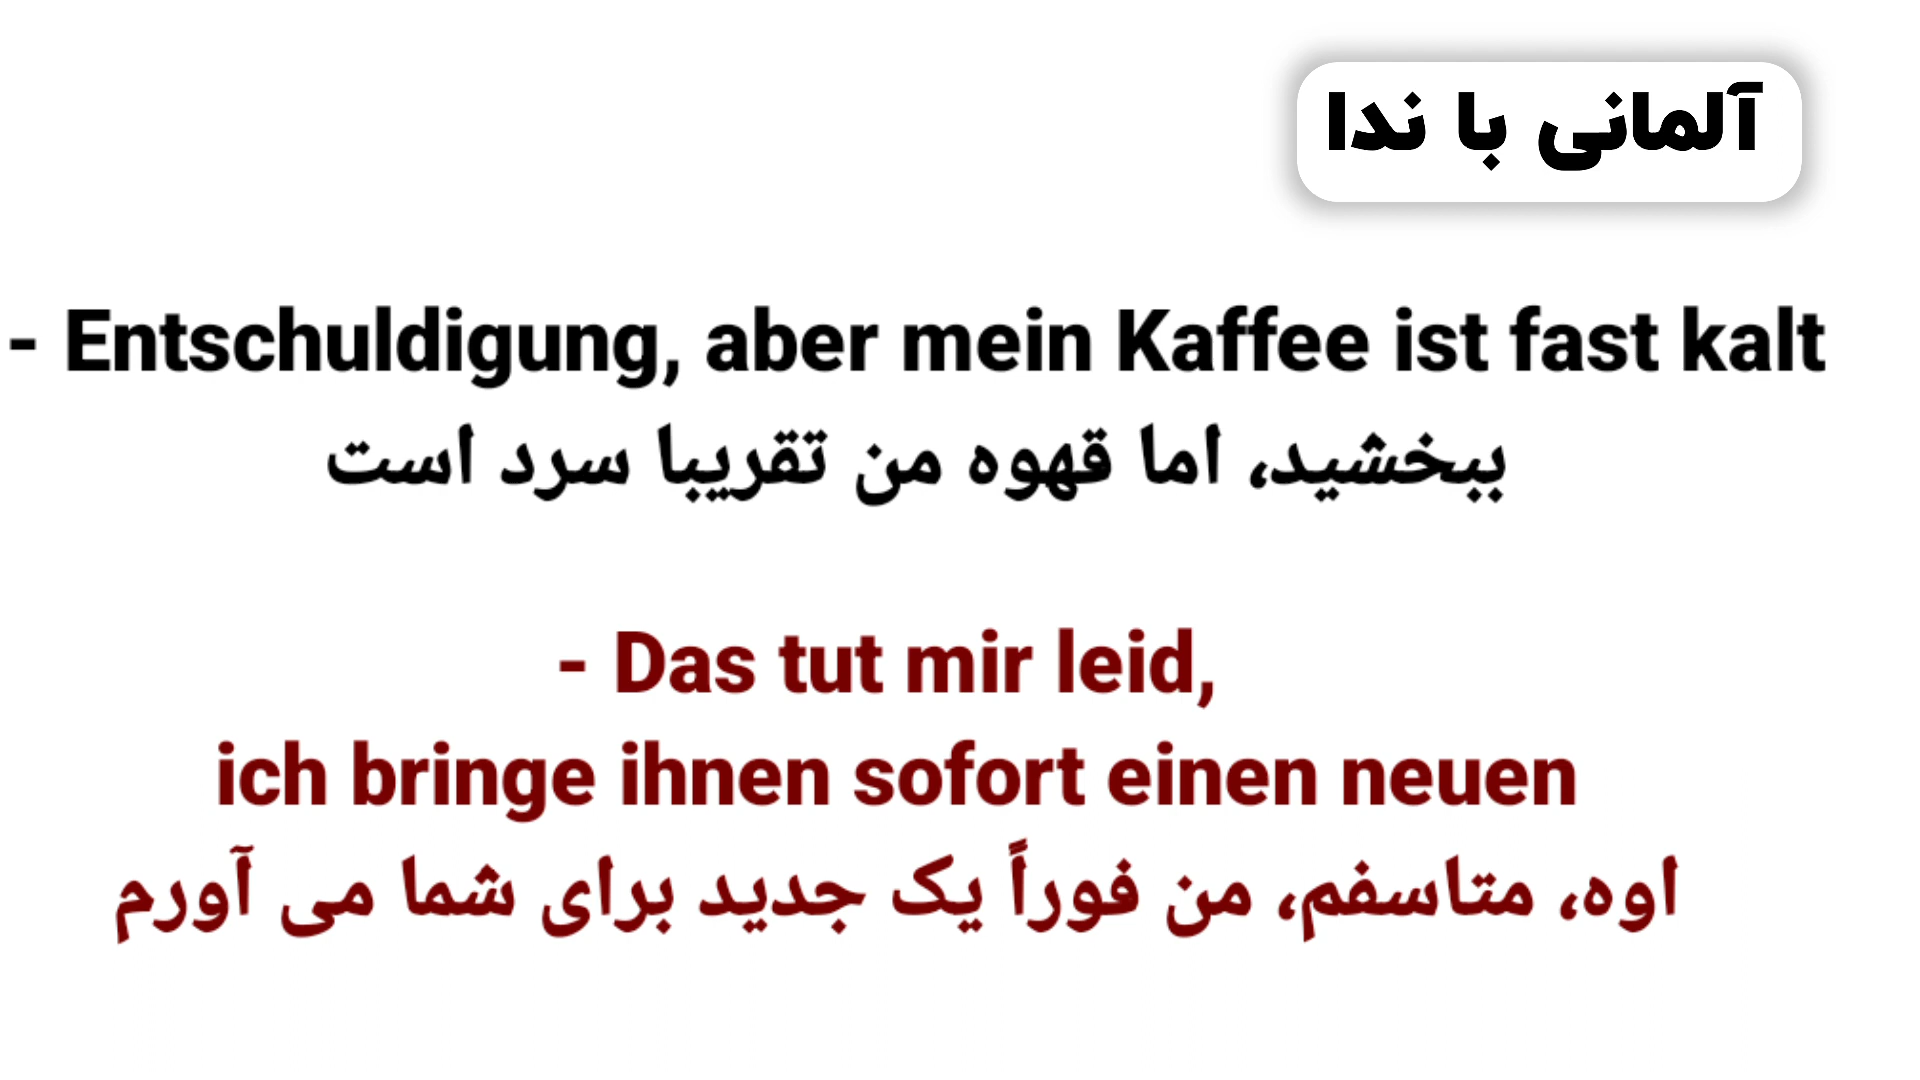 آلمانی با ندا
- Entschuldigung, aber mein Kaffee ist fast kalt
ببخشید، اما قهوه من تقریبا سرد است
- Das tut mir leid,
ich bringe ihnen sofort einen neuen
اوه، متاسفم، من فوراً یک جدید برای شما می آورم